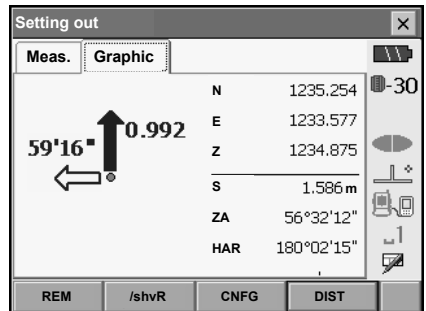 Setting out
Meas. Graphic
-30
N 1235.254
E 1233.577
Z 1234.875
0.992
59'16"
S 1.586 m
ZA 56°32'12"
HAR 180°02'15"
1
REM /shvR CNFG DIST